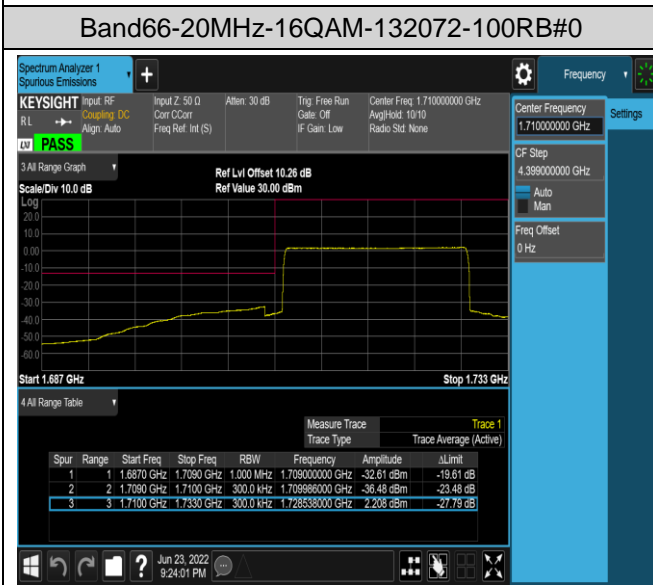 Band66-20MHz-16QAM-132072-100RB#0
Spectrum Analyzer 1
Spurious Emissions
+
Frequency
KEYSIGHT Input: RF Input Z: 50 Ω Atten: 30 dB Trig: Free Run Center Freq: 1.710000000 GHz
RL Coupling: DC Corr CCorr Gate: Off Avg|Hold: 10/10
Align: Auto Freq Ref: Int (S) IF Gain: Low Radio Std: None
LXI PASS
Center Frequency
1.710000000 GHz
Settings
CF Step
4.399000000 GHz
Auto
Man
Freq Offset
0 Hz
3 All Range Graph
Ref Lvl Offset 10.26 dB
Scale/Div 10.0 dB Ref Value 30.00 dBm
Log
20.0
10.0
0.00
-10.0
-20.0
-30.0
-40.0
-50.0
-60.0
Start 1.687 GHz Stop 1.733 GHz
4 All Range Table
Measure Trace Trace 1
Trace Type Trace Average (Active)
Spur Range Start Freq Stop Freq RBW Frequency Amplitude ΔLimit
1 1 1.6870 GHz 1.7090 GHz 1.000 MHz 1.709000000 GHz -32.61 dBm -19.61 dB
2 2 1.7090 GHz 1.7100 GHz 300.0 kHz 1.709986000 GHz -36.48 dBm -23.48 dB
3 3 1.7100 GHz 1.7330 GHz 300.0 kHz 1.728538000 GHz 2.208 dBm -27.79 dB
? Jun 23, 2022
9:24:01 PM